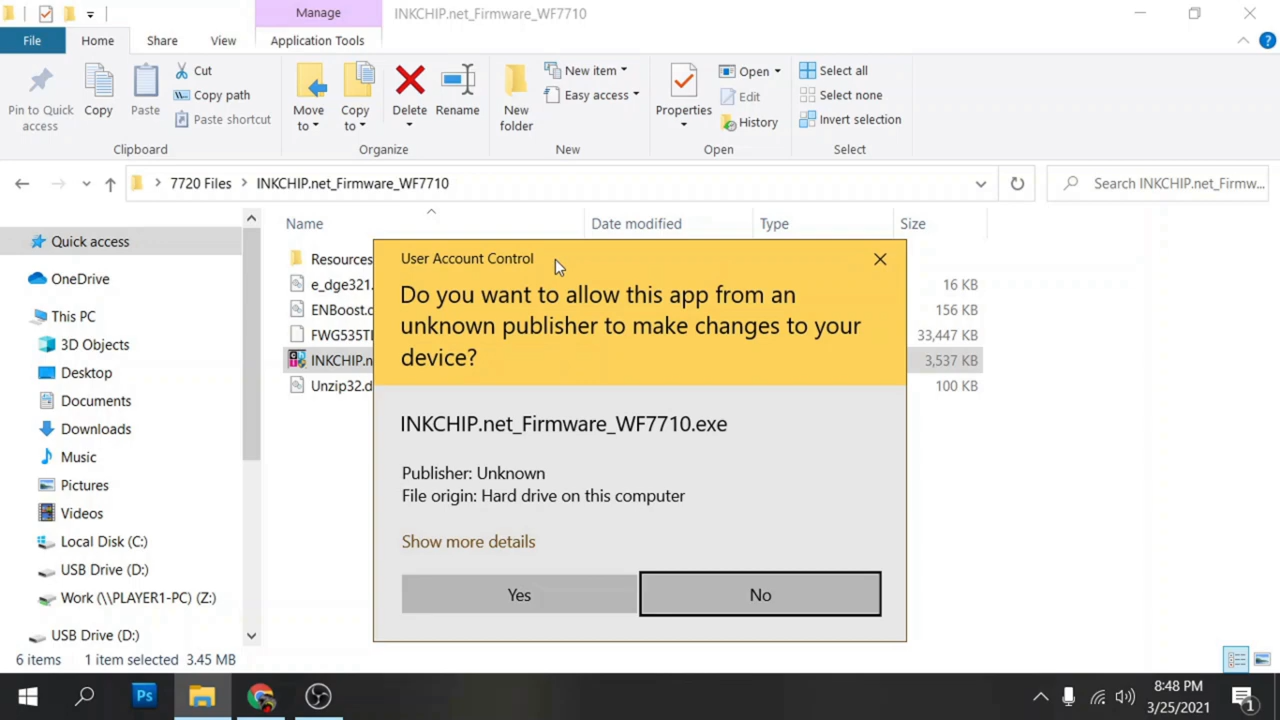 Manage
INKCHIP.net_Firmware_WF7710
File
Home
Share
View
Application Tools
Pin to Quick access
Copy
Paste
Cut
Copy path
Paste shortcut
Clipboard
Move to
Copy to
Delete
Rename
Organize
New folder
New item
Easy access
New
Properties
Open
Edit
History
Open
Select all
Select none
Invert selection
Select
7720 Files
INKCHIP.net_Firmware_WF7710
Search INKCHIP.net_Firmw...
Name
Date modified
Type
Size
Quick access
OneDrive
This PC
3D Objects
Desktop
Documents
Downloads
Music
Pictures
Videos
Local Disk (C:)
USB Drive (D:)
Work (\\PLAYER1-PC) (Z:)
USB Drive (D:)
Resources
e_dge321.
16 KB
ENBoost.
156 KB
33,447 KB
INKCHIP.n
3,537 KB
Unzip32.d
100 KB
User Account Control
Do you want to allow this app from an
unknown publisher to make changes to your
device?
INKCHIP.net_Firmware_WF7710.exe
Publisher: Unknown
File origin: Hard drive on this computer
Show more details
Yes
No
6 items
1 item selected 3.45 MB
Ps
8:48 PM
3/25/2021
1